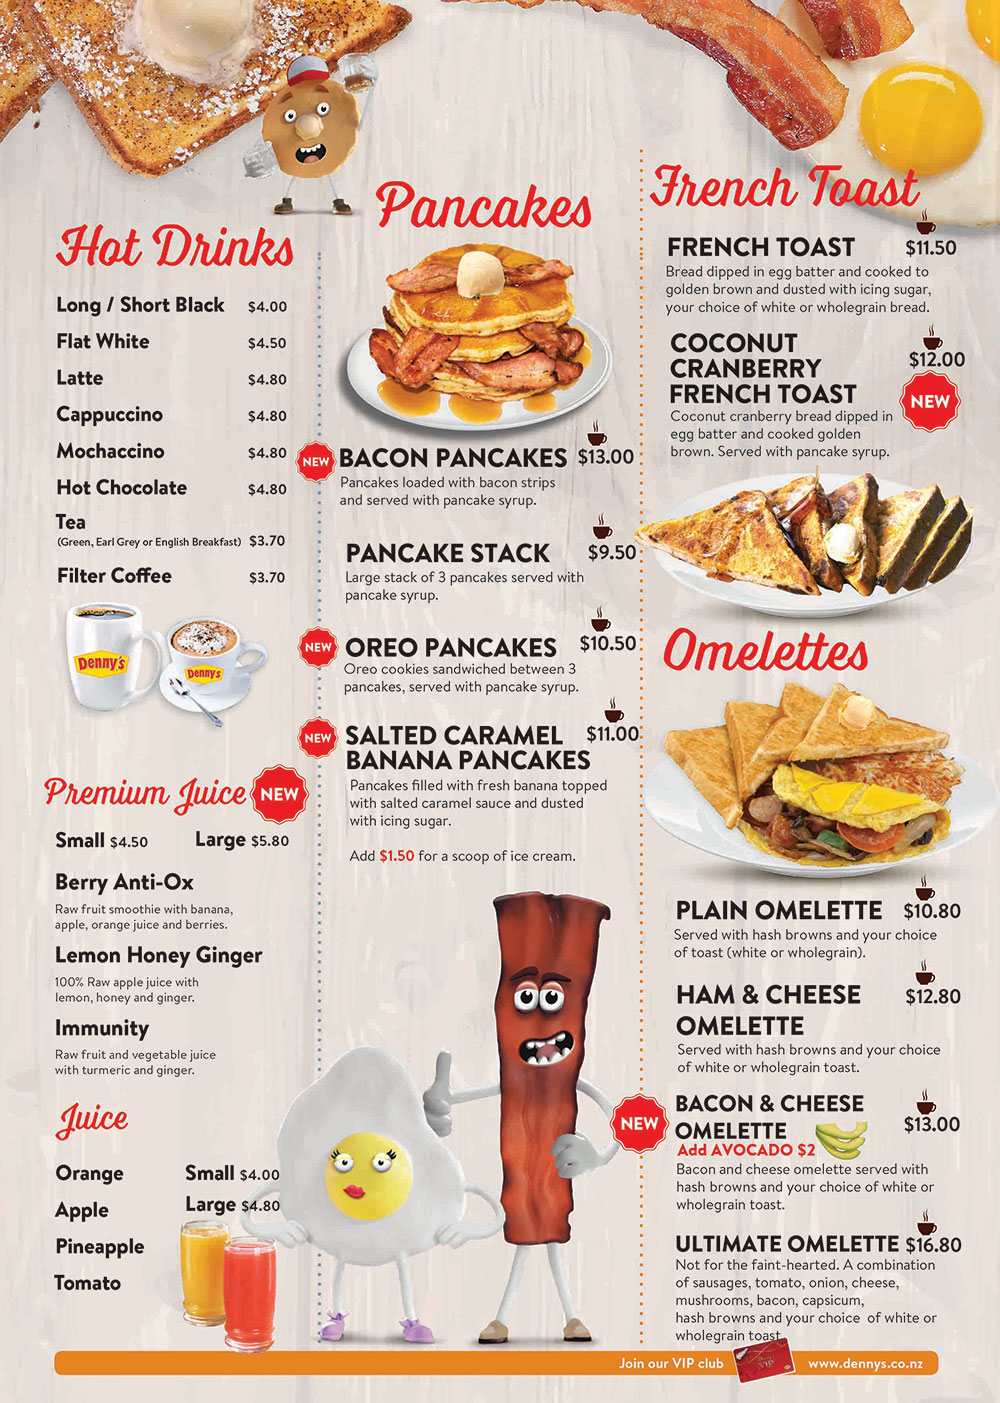 Hot Drinks
Long / Short Black $4.00
Flat White $4.50
Latte $4.80
Cappuccino $4.80
Mochaccino $4.80
Hot Chocolate $4.80
Tea
(Green, Earl Grey or English Breakfast) $3.70
Filter Coffee $3.70
Denny's
Denny's
Premium Juice NEW
Small $4.50 Large $5.80
Berry Anti-Ox
Raw fruit smoothie with banana,
apple, orange juice and berries.
Lemon Honey Ginger
100% Raw apple juice with
lemon, honey and ginger.
Immunity
Raw fruit and vegetable juice
with turmeric and ginger.
Juice
Orange Small $4.00
Apple Large $4.80
Pineapple
Tomato
Pancakes
NEW BACON PANCAKES $13.00
Pancakes loaded with bacon strips
and served with pancake syrup.
PANCAKE STACK $9.50
Large stack of 3 pancakes served with
pancake syrup.
NEW OREO PANCAKES $10.50
Oreo cookies sandwiched between 3
pancakes, served with pancake syrup.
NEW SALTED CARAMEL $11.00
BANANA PANCAKES
Pancakes filled with fresh banana topped
with salted caramel sauce and dusted
with icing sugar.
Add $1.50 for a scoop of ice cream.
French Toast
FRENCH TOAST $11.50
Bread dipped in egg batter and cooked to
golden brown and dusted with icing sugar,
your choice of white or wholegrain bread.
COCONUT $12.00
CRANBERRY
FRENCH TOAST NEW
Coconut cranberry bread dipped in
egg batter and cooked golden
brown. Served with pancake syrup.
Omelettes
PLAIN OMELETTE $10.80
Served with hash browns and your choice
of toast (white or wholegrain).
HAM & CHEESE $12.80
OMELETTE
Served with hash browns and your choice
of white or wholegrain toast.
NEW BACON & CHEESE $13.00
OMELETTE
Add AVOCADO $2
Bacon and cheese omelette served with
hash browns and your choice of white or
wholegrain toast.
ULTIMATE OMELETTE $16.80
Not for the faint-hearted. A combination
of sausages, tomato, onion, cheese,
mushrooms, bacon, capsicum,
hash browns and your choice of white or
wholegrain toast.
Join our VIP club VIP www.dennys.co.nz